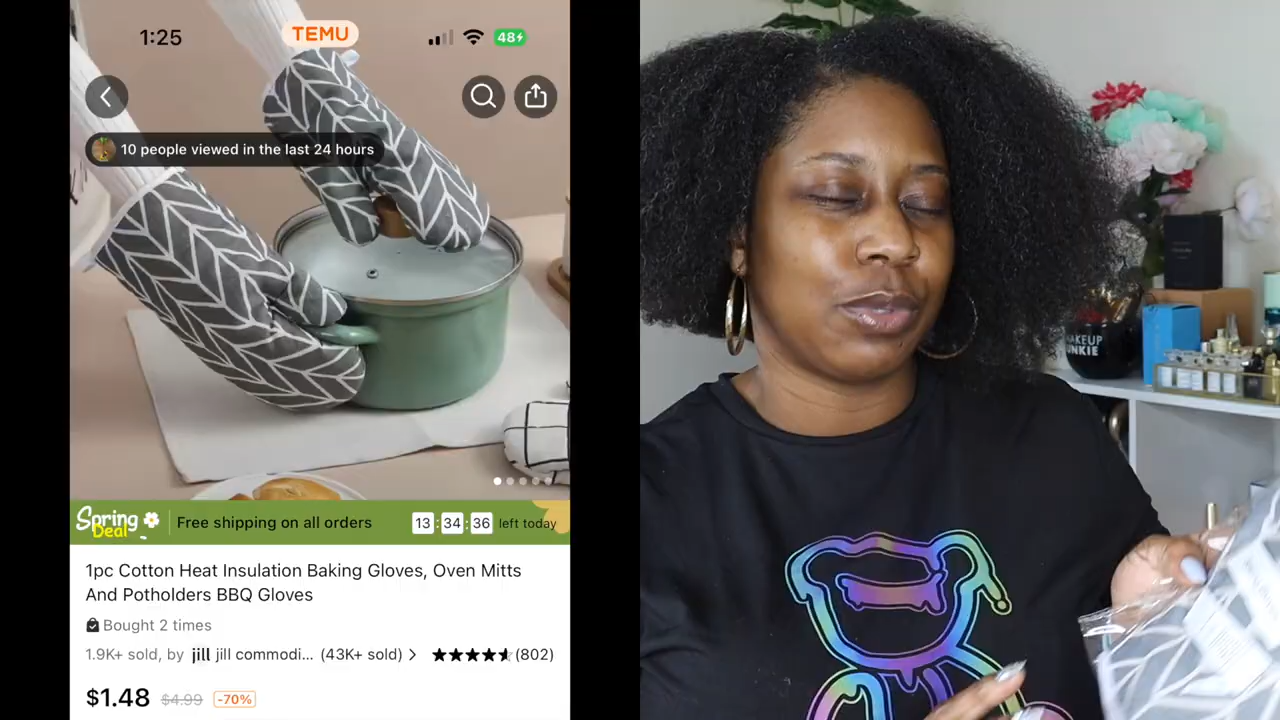 1:25
TEMU
48
10 people viewed in the last 24 hours
Spring Deal
Free shipping on all orders
13:34:36 left today
1pc Cotton Heat Insulation Baking Gloves, Oven Mitts
And Potholders BBQ Gloves
Bought 2 times
1.9K+ sold, by jill jill commodi... (43K+ sold) > (802)
$1.48 $4.99 -70%
MAKEUP
JUNKIE